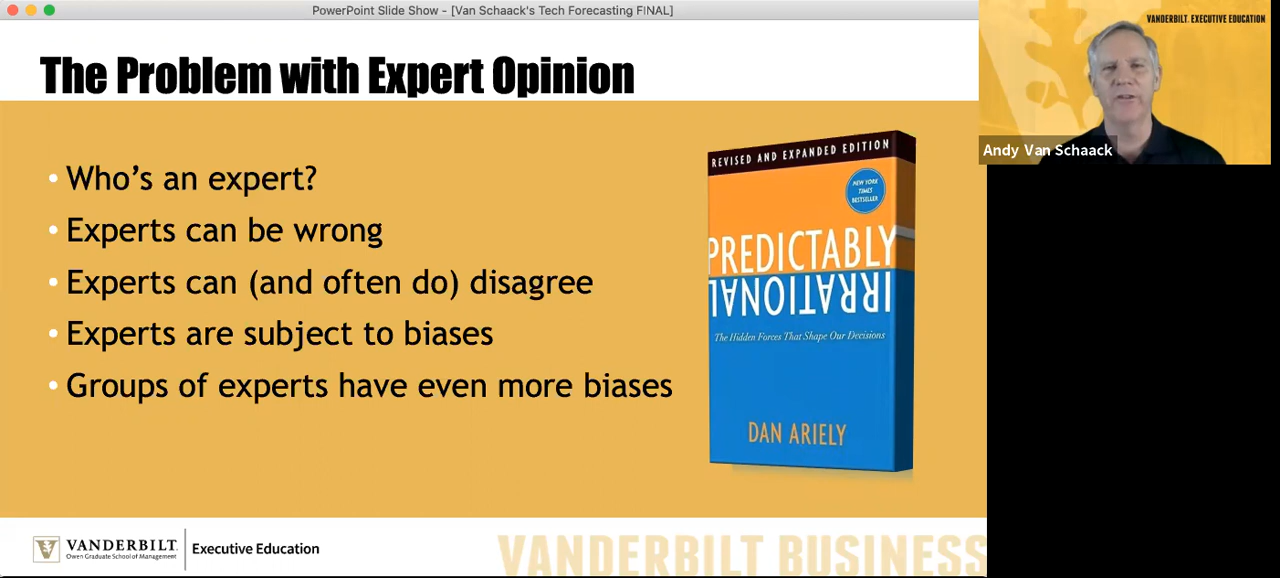 PowerPoint Slide Show - [Van Schaack's Tech Forecasting FINAL]
The Problem with Expert Opinion
• Who's an expert?
• Experts can be wrong
• Experts can (and often do) disagree
• Experts are subject to biases
• Groups of experts have even more biases
REVISED AND EXPANDED EDITION
NEW YORK
TIMES
BESTSELLER
PREDICTABLY
IRRATIONAL
The Hidden Forces That Shape Our Decisions
DAN ARIELY
VANDERBILT. EXECUTIVE EDUCATION
Andy Van Schaack
VANDERBILT
Owen Graduate School of Management
Executive Education
VANDERBILT BUSINESS